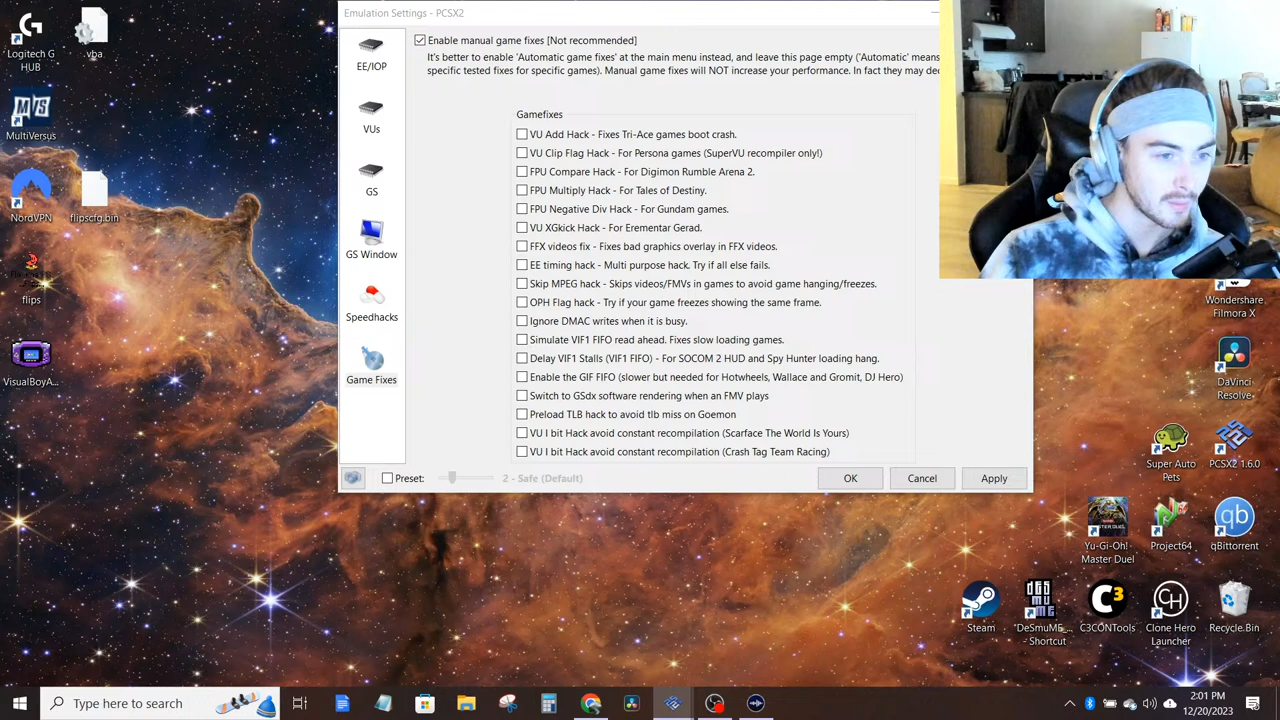 Emulation Settings - PCSX2
Logitech G
HUB
.vba
MultiVersus
NordVPN
flipscfg.bin
flips
VisualBoyA...
EE/IOP
VUs
GS
GS Window
Speedhacks
Game Fixes
Enable manual game fixes [Not recommended]
It's better to enable 'Automatic game fixes' at the main menu instead, and leave this page empty ('Automatic' means
specific tested fixes for specific games). Manual game fixes will NOT increase your performance. In fact they may dec
Gamefixes
VU Add Hack - Fixes Tri-Ace games boot crash.
VU Clip Flag Hack - For Persona games (SuperVU recompiler only!)
FPU Compare Hack - For Digimon Rumble Arena 2.
FPU Multiply Hack - For Tales of Destiny.
FPU Negative Div Hack - For Gundam games.
VU XGkick Hack - For Erementar Gerad.
FFX videos fix - Fixes bad graphics overlay in FFX videos.
EE timing hack - Multi purpose hack. Try if all else fails.
Skip MPEG hack - Skips videos/FMVs in games to avoid game hanging/freezes.
OPH Flag hack - Try if your game freezes showing the same frame.
Ignore DMAC writes when it is busy.
Simulate VIF1 FIFO read ahead. Fixes slow loading games.
Delay VIF1 Stalls (VIF1 FIFO) - For SOCOM 2 HUD and Spy Hunter loading hang.
Enable the GIF FIFO (slower but needed for Hotwheels, Wallace and Gromit, DJ Hero)
Switch to GSdx software rendering when an FMV plays
Preload TLB hack to avoid tlb miss on Goemon
VU I bit Hack avoid constant recompilation (Scarface The World Is Yours)
VU I bit Hack avoid constant recompilation (Crash Tag Team Racing)
Preset:
2 - Safe (Default)
OK
Cancel
Apply
Wondershare
Filmora X
DaVinci
Resolve
Super Auto
Pets
PCSX2 1.6.0
Yu-Gi-Oh!
Master Duel
Project64
qBittorrent
Steam
"DeSmuME_...
- Shortcut
C3CONTools
Clone Hero
Launcher
Recycle.Bin
Type here to search
2:01 PM
12/20/2023